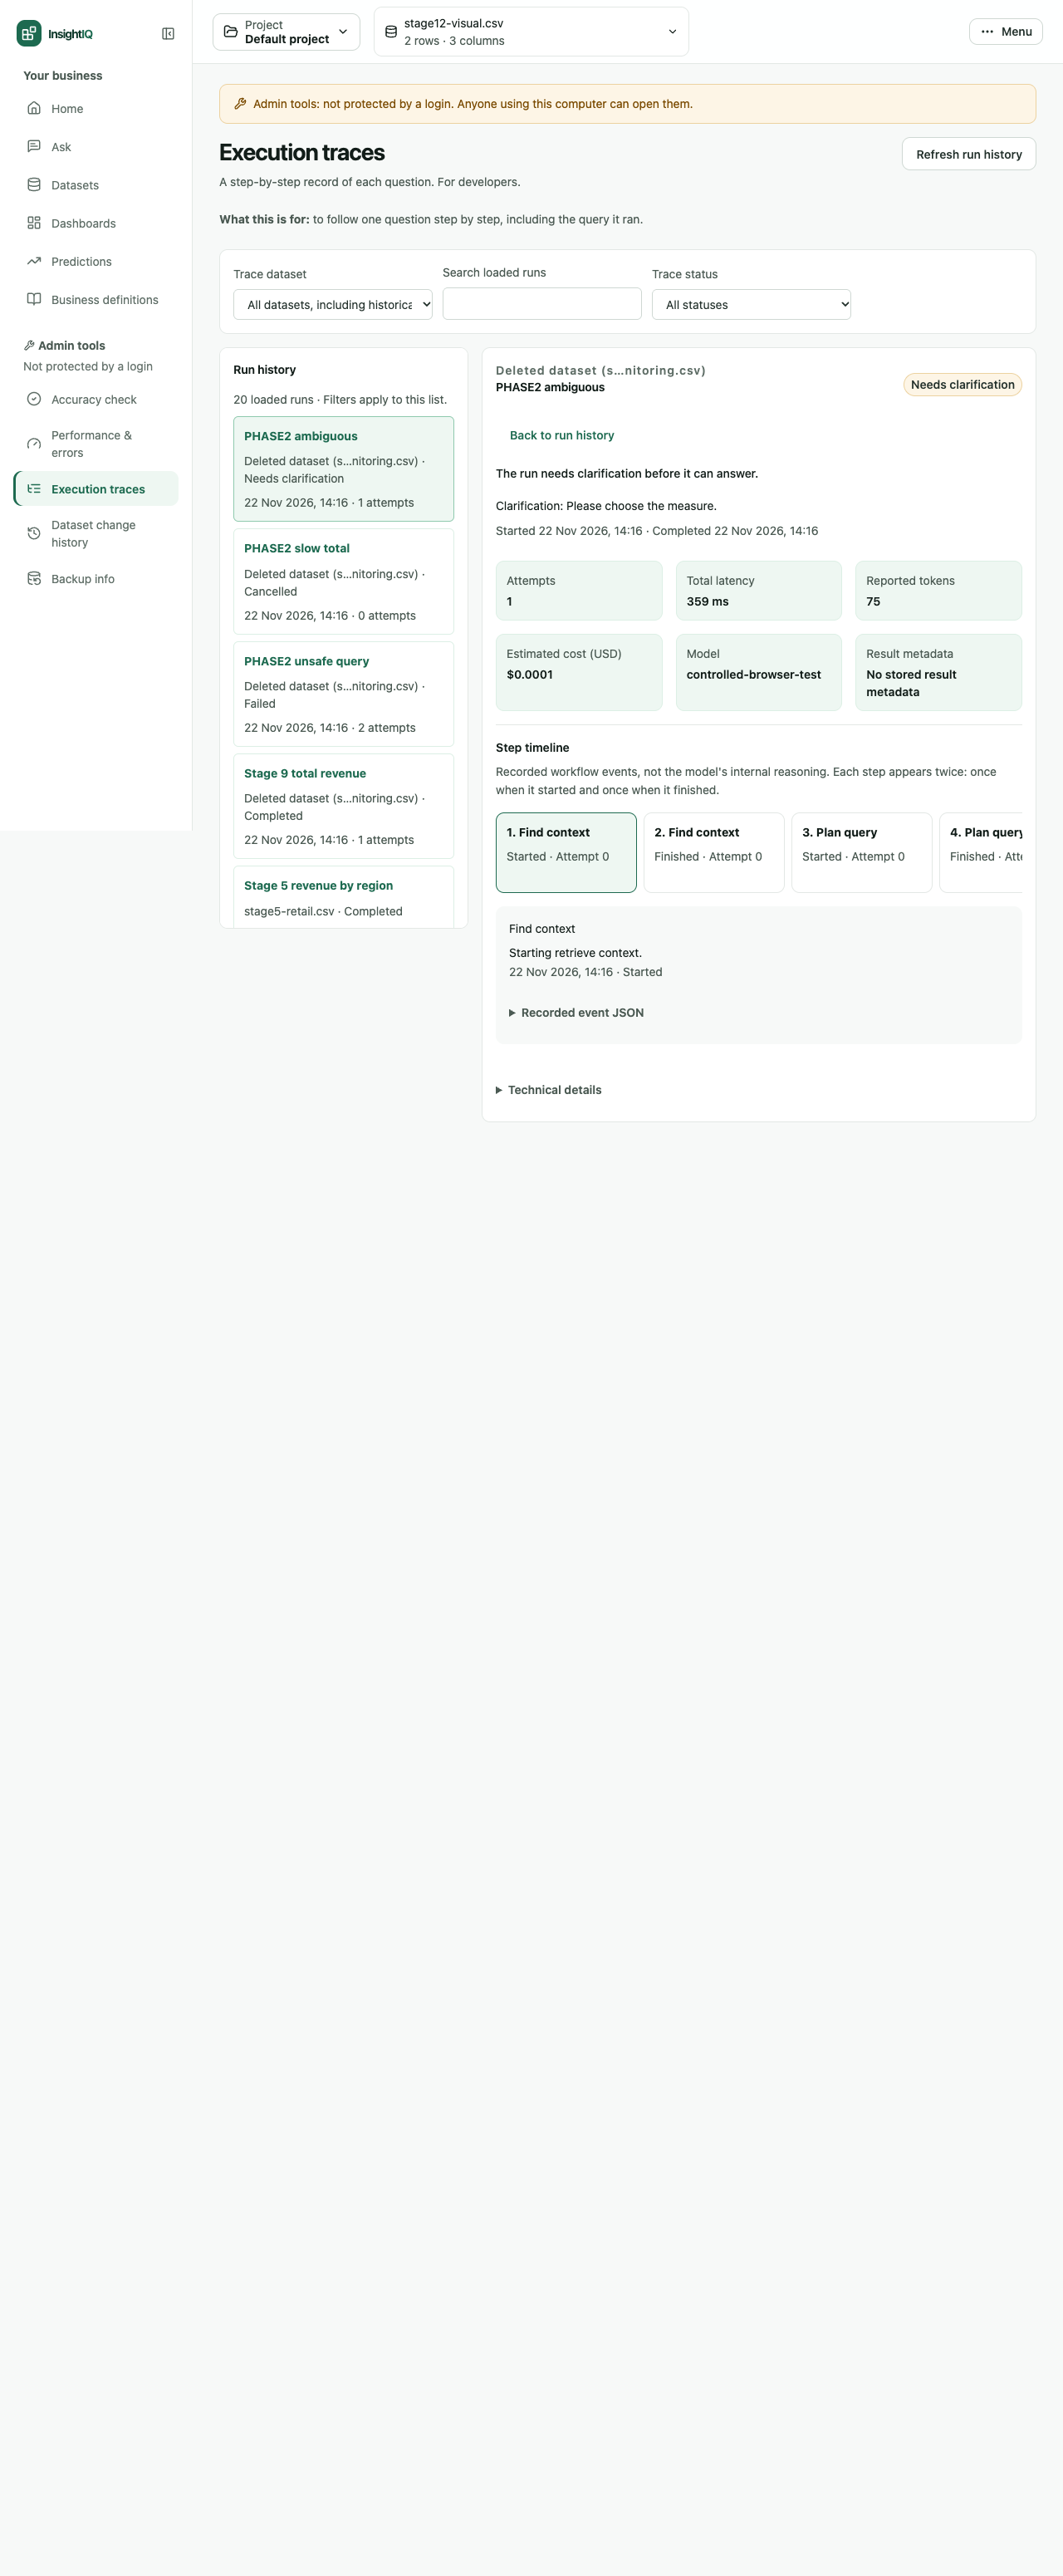 InsightIQ
Your business
Home
Ask
Datasets
Dashboards
Predictions
Business definitions
Admin tools
Not protected by a login
Accuracy check
Performance &
errors
Execution traces
Dataset change
history
Backup info
Project
Default project
stage12-visual.csv
2 rows · 3 columns
Menu
Admin tools: not protected by a login. Anyone using this computer can open them.
Execution traces
Refresh run history
A step-by-step record of each question. For developers.
What this is for: to follow one question step by step, including the query it ran.
Trace dataset
All datasets, including historica
Search loaded runs
Trace status
All statuses
Run history
20 loaded runs · Filters apply to this list.
PHASE2 ambiguous
Deleted dataset (s…nitoring.csv) ·
Needs clarification
22 Nov 2026, 14:16 · 1 attempts
PHASE2 slow total
Deleted dataset (s…nitoring.csv) ·
Cancelled
22 Nov 2026, 14:16 · 0 attempts
PHASE2 unsafe query
Deleted dataset (s…nitoring.csv) ·
Failed
22 Nov 2026, 14:16 · 2 attempts
Stage 9 total revenue
Deleted dataset (s…nitoring.csv) ·
Completed
22 Nov 2026, 14:16 · 1 attempts
Stage 5 revenue by region
stage5-retail.csv · Completed
Deleted dataset (s…nitoring.csv)
PHASE2 ambiguous
Needs clarification
Back to run history
The run needs clarification before it can answer.
Clarification: Please choose the measure.
Started 22 Nov 2026, 14:16 · Completed 22 Nov 2026, 14:16
Attempts
1
Total latency
359 ms
Reported tokens
75
Estimated cost (USD)
$0.0001
Model
controlled-browser-test
Result metadata
No stored result
metadata
Step timeline
Recorded workflow events, not the model's internal reasoning. Each step appears twice: once
when it started and once when it finished.
1. Find context
Started · Attempt 0
2. Find context
Finished · Attempt 0
3. Plan query
Started · Attempt 0
4. Plan query
Finished · Atte
Find context
Starting retrieve context.
22 Nov 2026, 14:16 · Started
Recorded event JSON
Technical details